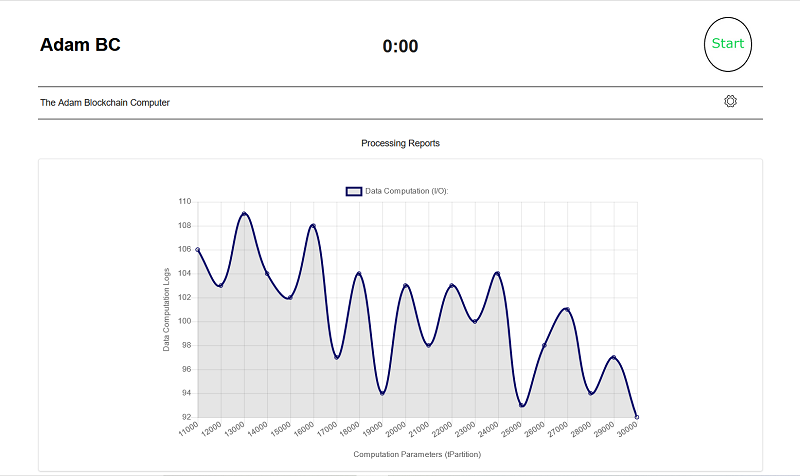 Adam BC
0:00
Start
The Adam Blockchain Computer
Processing Reports
Data Computation (I/O):
Data Computation Logs
110
108
106
104
102
100
98
96
94
92
11000 12000 13000 14000 15000 16000 17000 18000 19000 20000 21000 22000 23000 24000 25000 26000 27000 28000 29000 30000
Computation Parameters (tPartition)